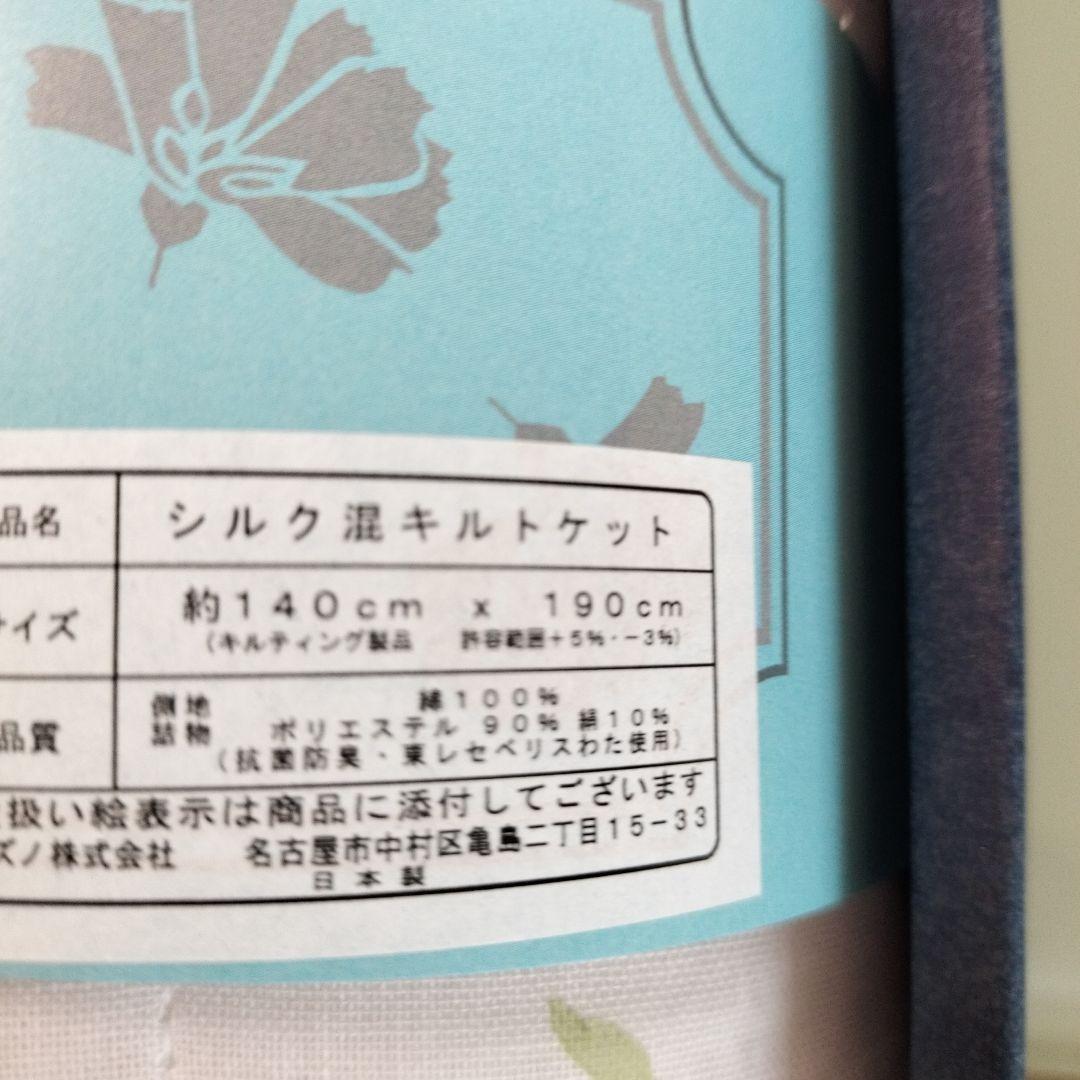 品名 シルク混キルトケット
サイズ 約140cm x 190cm
(キルティング製品 許容範囲+5%・-3%)
品質 側地 綿100%
詰物 ポリエステル 90% 絹10%
(抗菌防臭、東レセベリスわた使用)
扱い絵表示は商品に添付してございます
ズノ株式会社 名古屋市中村区亀島二丁目15-33
日本製